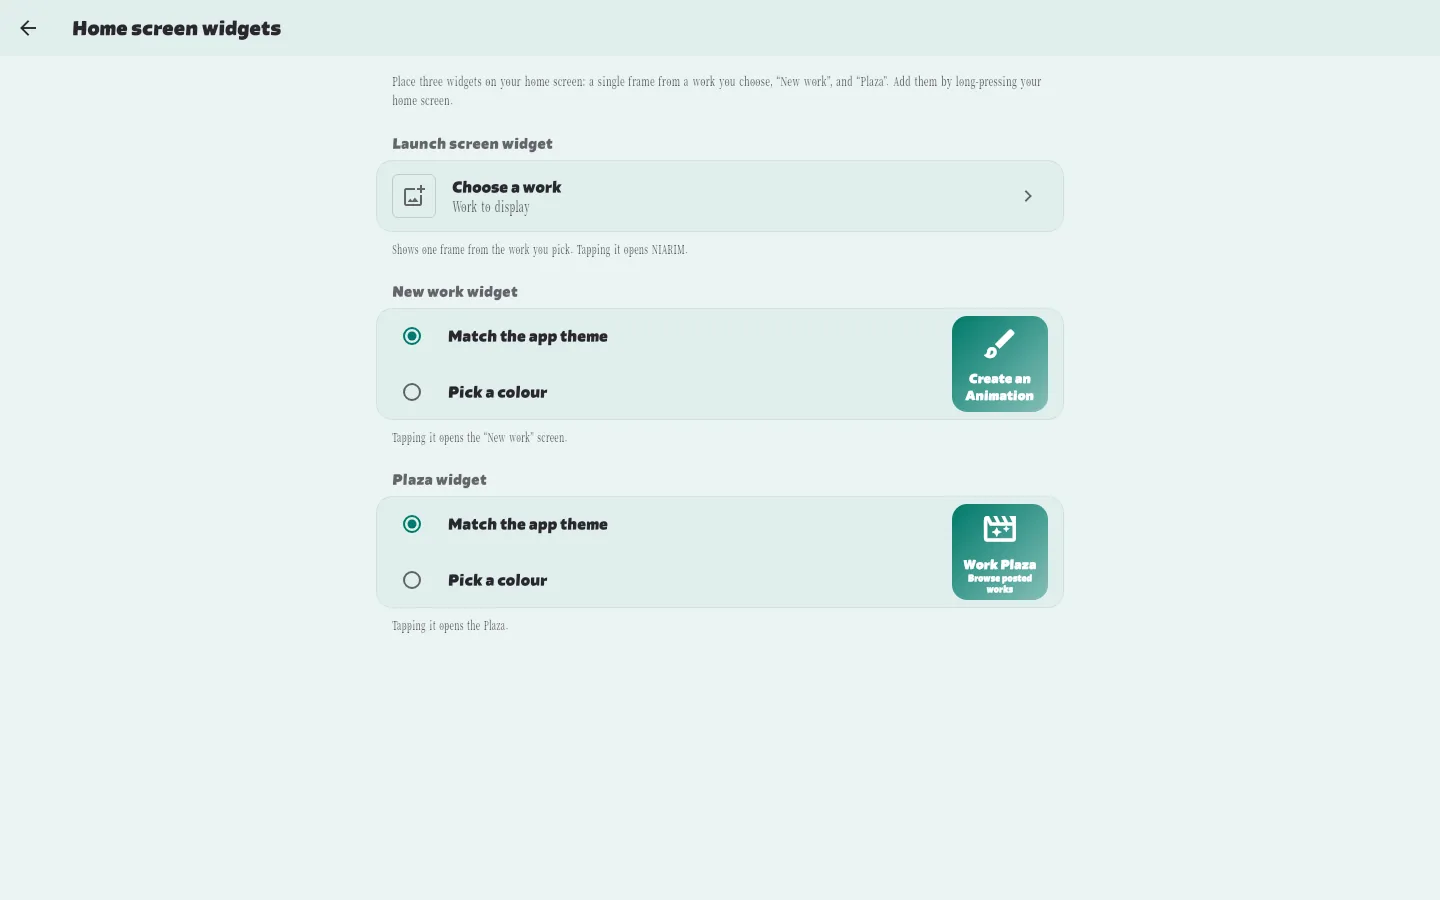 Home screen widgets
Place three widgets on your home screen: a single frame from a work you choose, “New work”, and “Plaza”. Add them by long-pressing your
home screen.
Launch screen widget
Choose a work
Work to display
Shows one frame from the work you pick. Tapping it opens NIARIM.
New work widget
Match the app theme
Pick a colour
Create an
Animation
Tapping it opens the “New work” screen.
Plaza widget
Match the app theme
Pick a colour
Work Plaza
Browse posted
works
Tapping it opens the Plaza.